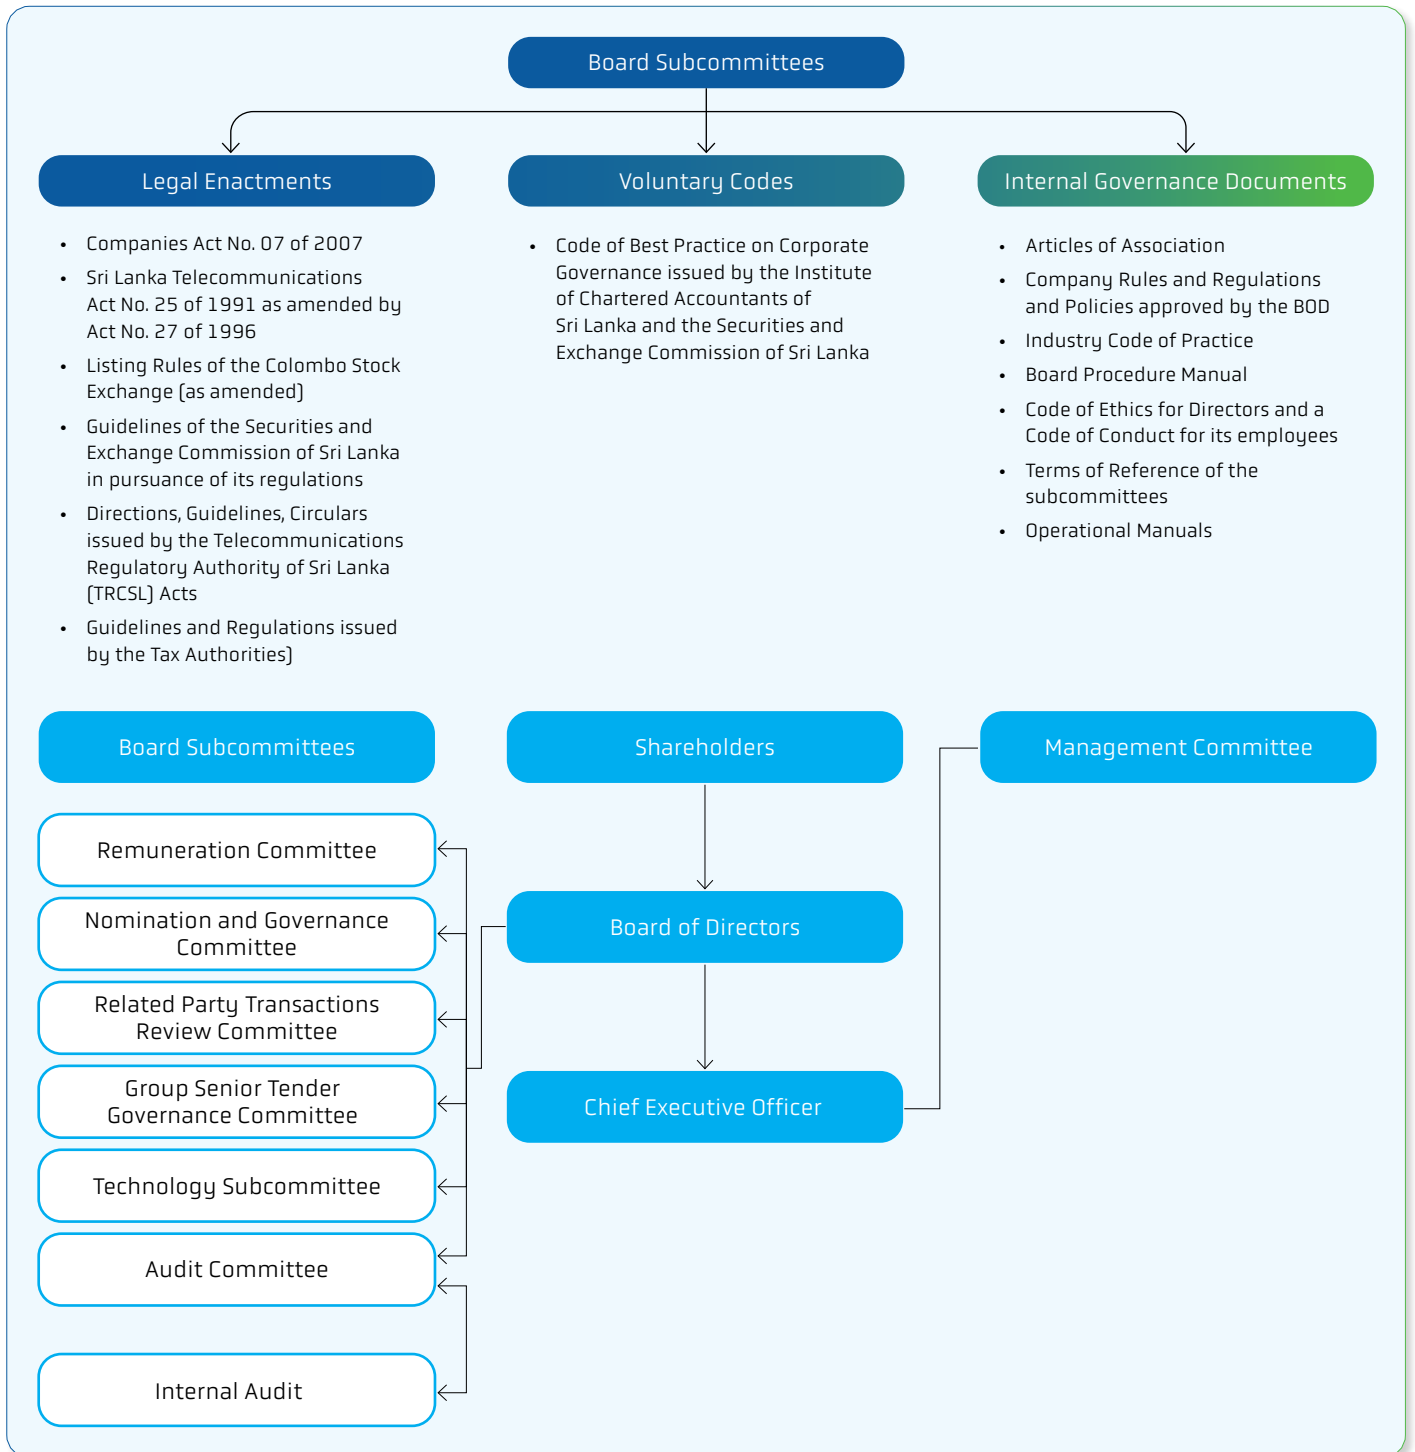 Board Subcommittees
Legal Enactments
• Companies Act No. 07 of 2007
• Sri Lanka Telecommunications
Act No. 25 of 1991 as amended by
Act No. 27 of 1996
• Listing Rules of the Colombo Stock
Exchange (as amended)
• Guidelines of the Securities and
Exchange Commission of Sri Lanka
in pursuance of its regulations
• Directions, Guidelines, Circulars
issued by the Telecommunications
Regulatory Authority of Sri Lanka
(TRCSL) Acts
• Guidelines and Regulations issued
by the Tax Authorities)
Voluntary Codes
• Code of Best Practice on Corporate
Governance issued by the Institute
of Chartered Accountants of
Sri Lanka and the Securities and
Exchange Commission of Sri Lanka
Internal Governance Documents
• Articles of Association
• Company Rules and Regulations
and Policies approved by the BOD
• Industry Code of Practice
• Board Procedure Manual
• Code of Ethics for Directors and a
Code of Conduct for its employees
• Terms of Reference of the
subcommittees
• Operational Manuals
Board Subcommittees
Remuneration Committee
Nomination and Governance
Committee
Related Party Transactions
Review Committee
Group Senior Tender
Governance Committee
Technology Subcommittee
Audit Committee
Internal Audit
Shareholders
Board of Directors
Chief Executive Officer
Management Committee